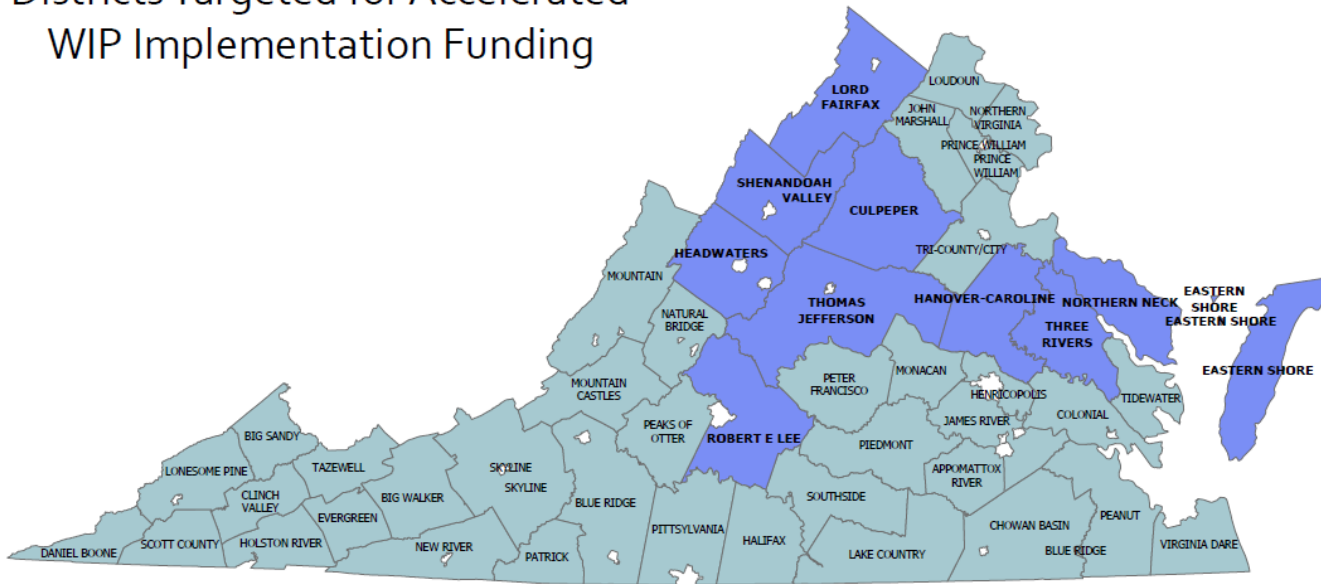 Districts Targeted for Accelerated
WIP Implementation Funding
LORD
FAIRFAX
LOUDOUN
JOHN
MARSHALL
NORTHERN
VIRGINIA
PRINCE WILLIAM
PRINCE
WILLIAM
SHENANDOAH
VALLEY
CULPEPER
TRI-COUNTY/CITY
HEADWATERS
MOUNTAIN
NATURAL
BRIDGE
THOMAS
JEFFERSON
HANOVER-CAROLINE
NORTHERN NECK
THREE
RIVERS
EASTERN
SHORE
EASTERN SHORE
EASTERN SHORE
MOUNTAIN
CASTLES
PETER
FRANCISCO
MONACAN
HENRICOPOLIS
JAMES RIVER
COLONIAL
TIDEWATER
PEAKS OF
OTTER
ROBERT E LEE
PIEDMONT
APPOMATTOX
RIVER
BIG SANDY
LONESOME PINE
TAZEWELL
CLINCH
VALLEY
BIG WALKER
SKYLINE
SKYLINE
BLUE RIDGE
EVERGREEN
SOUTHSIDE
PITTSYLVANIA
HALIFAX
LAKE COUNTRY
CHOWAN BASIN
PEANUT
BLUE RIDGE
VIRGINIA DARE
DANIEL BOONE
SCOTT COUNTY
HOLSTON RIVER
NEW RIVER
PATRICK